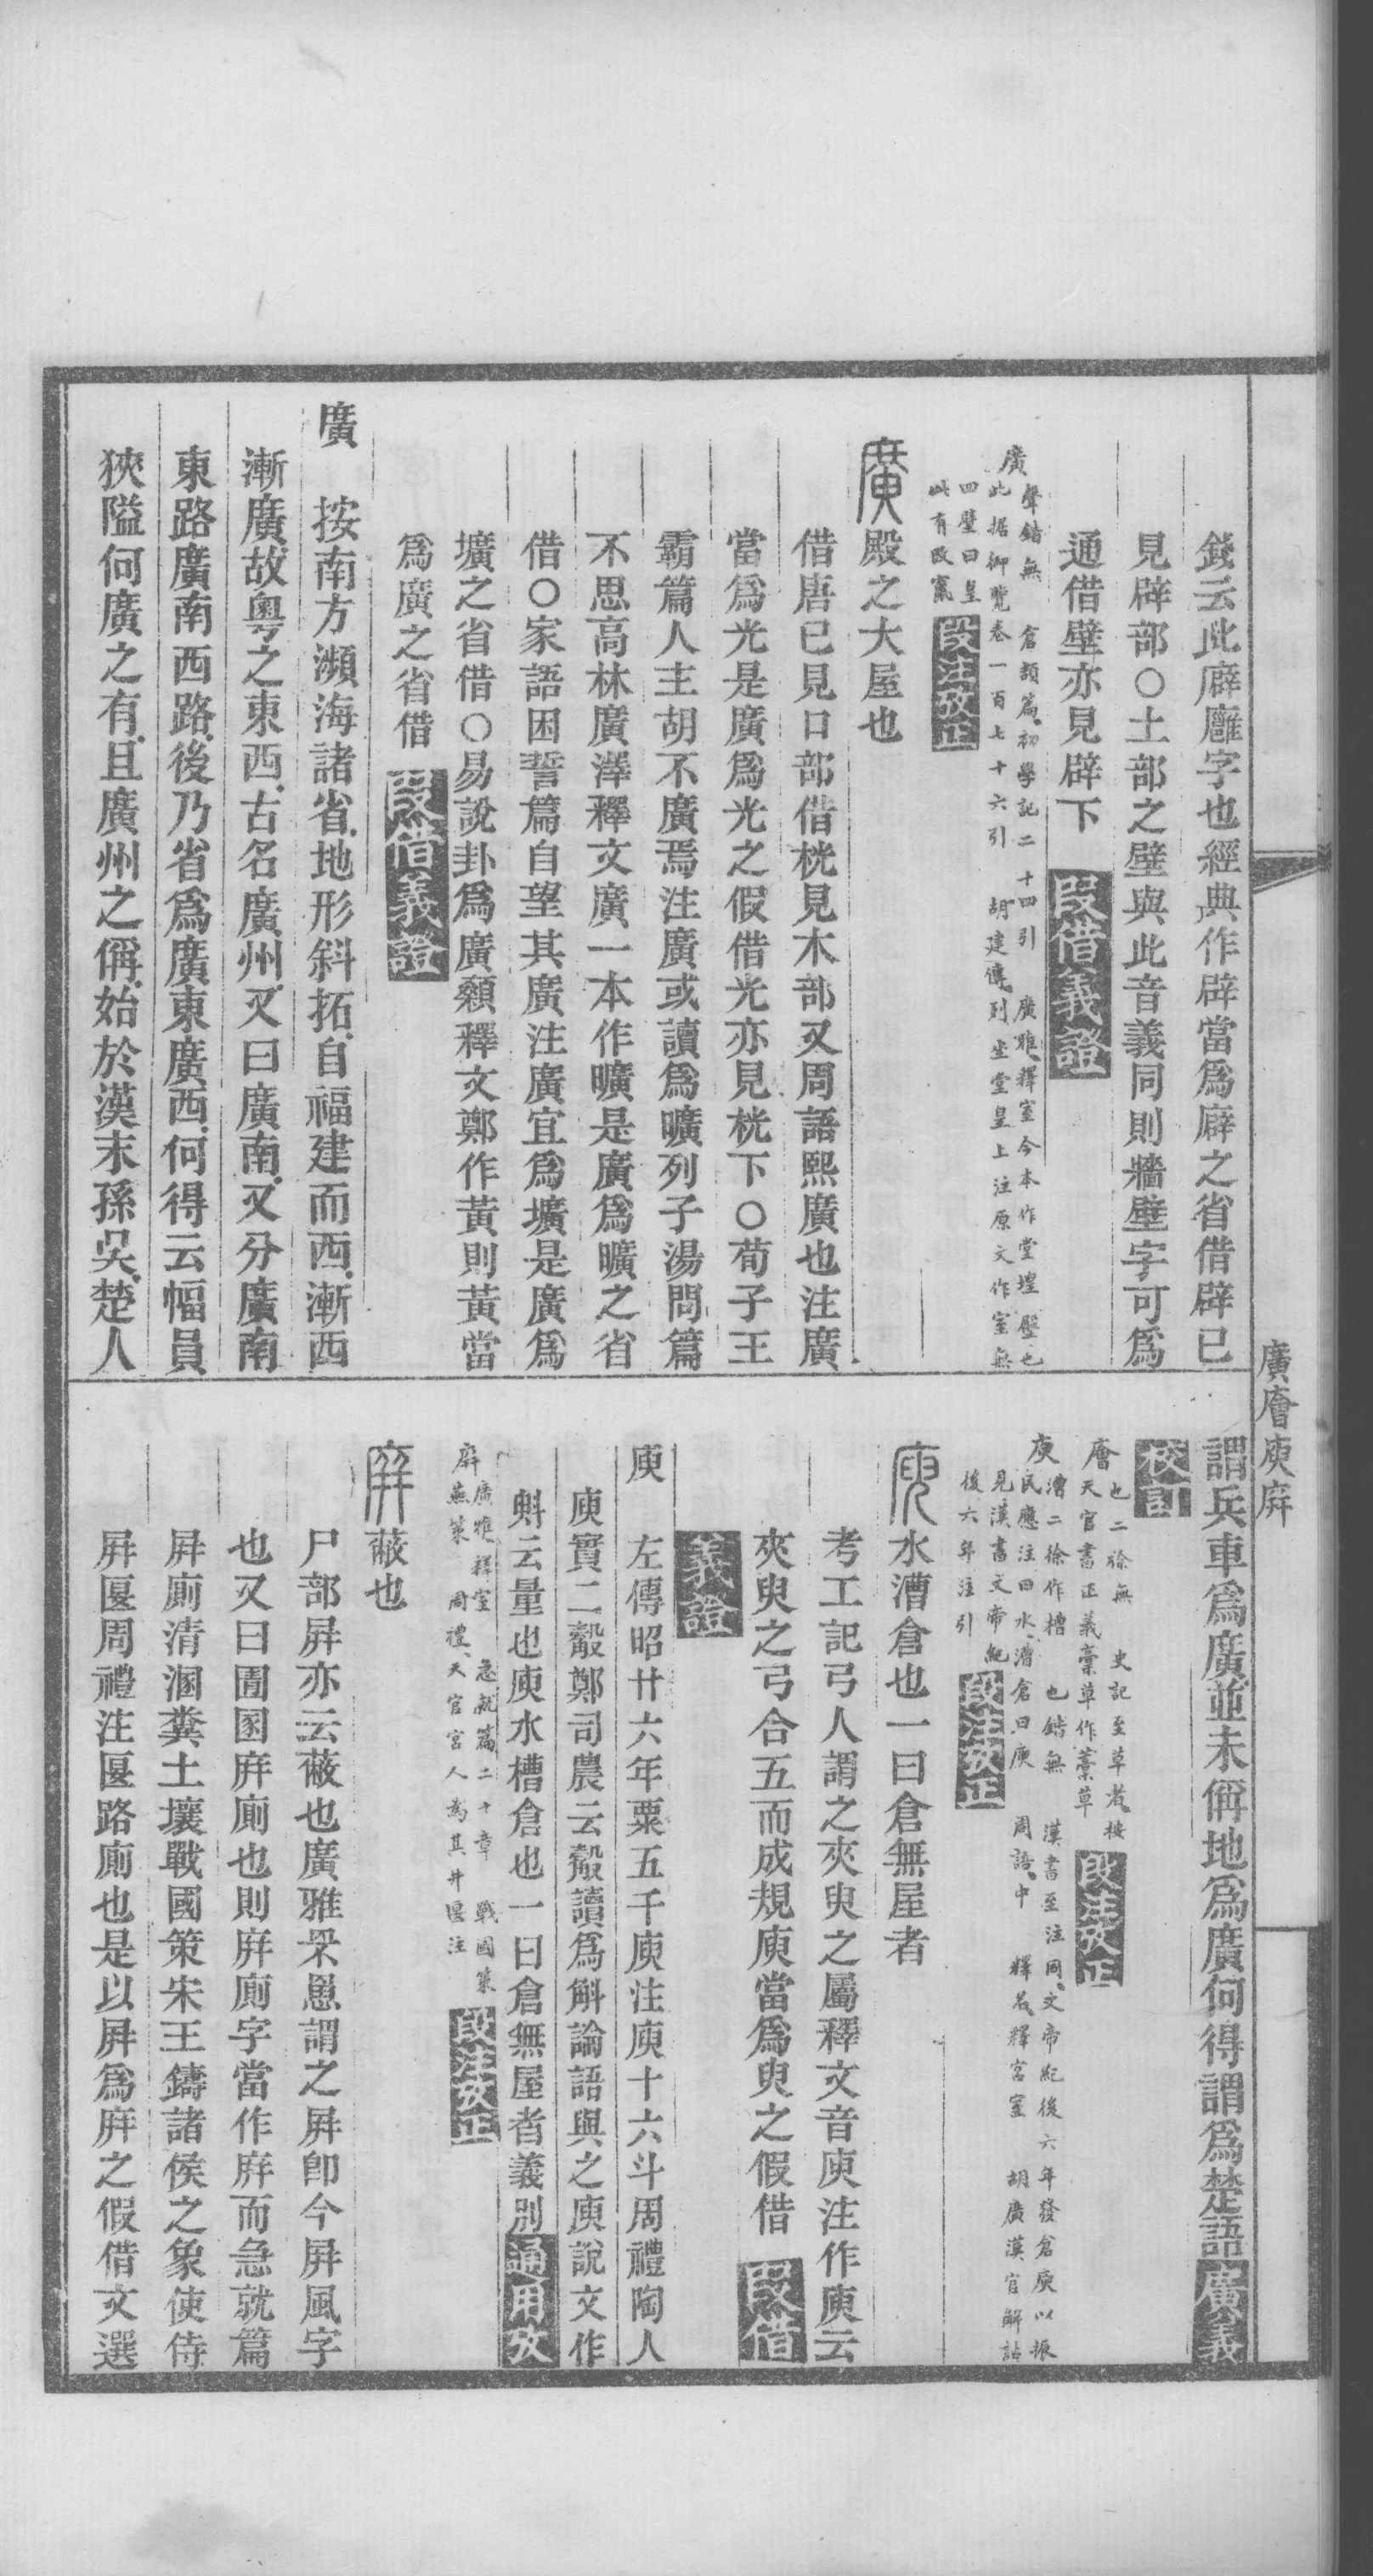 錢云此廦廱字也經典作辟當爲廦之省借辟已
見辟部〇土部之壁與此音義同則牆壁字可爲
通借壁亦見辟下 叚借義證
廣 聲鍇無 倉頡篇、初學記二十四引 廣雅、釋室今本作堂堭 壂也
此据御覽卷一百七十六引 胡建傳、列坐堂皇上注原文作室無
四壁曰皇
此有改竄 段注攷正
廣殿之大屋也
借唐已見口部借桄見木部又周語熙廣也注廣
當爲光是廣爲光之假借光亦見桄下〇荀子王
霸篇人主胡不廣焉注廣或讀爲曠列子湯問篇
不思高林廣澤釋文廣一本作曠是廣爲曠之省
借〇家語困誓篇自望其廣注廣宜爲壙是廣爲
壙之省借〇易說卦爲廣顙釋文鄭作黃則黃當
爲廣之省借 叚借義證
廣 按南方瀕海諸省、地形斜拓、自福建而西、漸西
漸廣、故粵之東西、古名廣州、又曰廣南、又分廣南
東路廣南西路、後乃省爲廣東廣西、何得云幅員
狹隘何廣之有、且廣州之偁、始於漢末孫吳、楚人
謂兵車爲廣、並未偁地爲廣、何得謂爲楚語 廣義
校訂
廥 也二徐無 史記至草者、按
天官書正義稾草作藁草 段注攷正
庾 漕二徐作槽 也鍇無 漢書至注同、文帝紀後六年發倉庾以振
民應注曰水漕倉曰庾 周語、中 釋名、釋宮室 胡廣漢官解詁
見漢書文帝紀
後六年注引 段注攷正
庾水漕倉也一曰倉無屋者
考工記弓人謂之夾臾之屬釋文音庾注作庾云
夾臾之弓合五而成規庾當爲臾之假借 叚借
義證
庾 左傳昭廿六年粟五千庾注庾十六斗周禮陶人
庾實二觳鄭司農云觳讀爲斛論語與之庾說文作
㪺云量也庾水槽倉也一曰倉無屋者義別 通用攷
庰 廣雅、釋室 急就篇、二十章 戰國策
燕策 周禮、天官宮人爲其井匽注 段注攷正
庰蔽也
尸部屏亦云蔽也廣雅罘罳謂之屏卽今屏風字
也又曰圊圂庰廁也則庰廁字當作庰而急就篇
屏廁清溷糞土壤戰國策宋王鑄諸侯之象使侍
屏匽周禮注匽路廁也是以屏爲庰之假借文選
廣廥庾庰